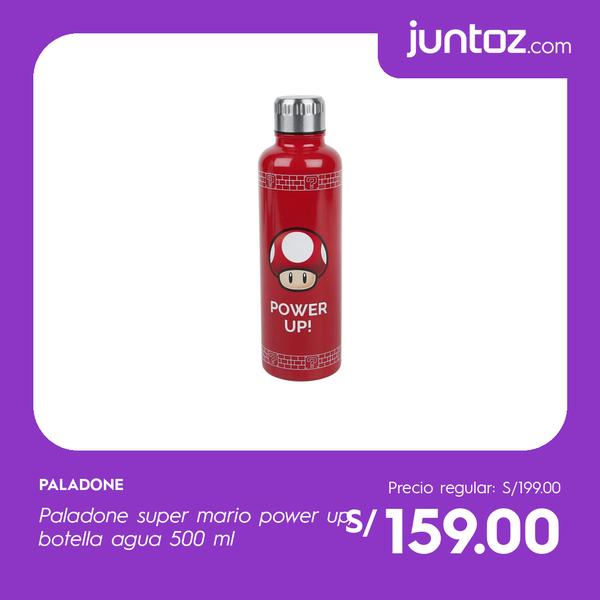 juntoz.com
POWER
UP!
PALADONE
Paladone super mario power up
botella agua 500 ml
Precio regular: S/199.00
S/159.00